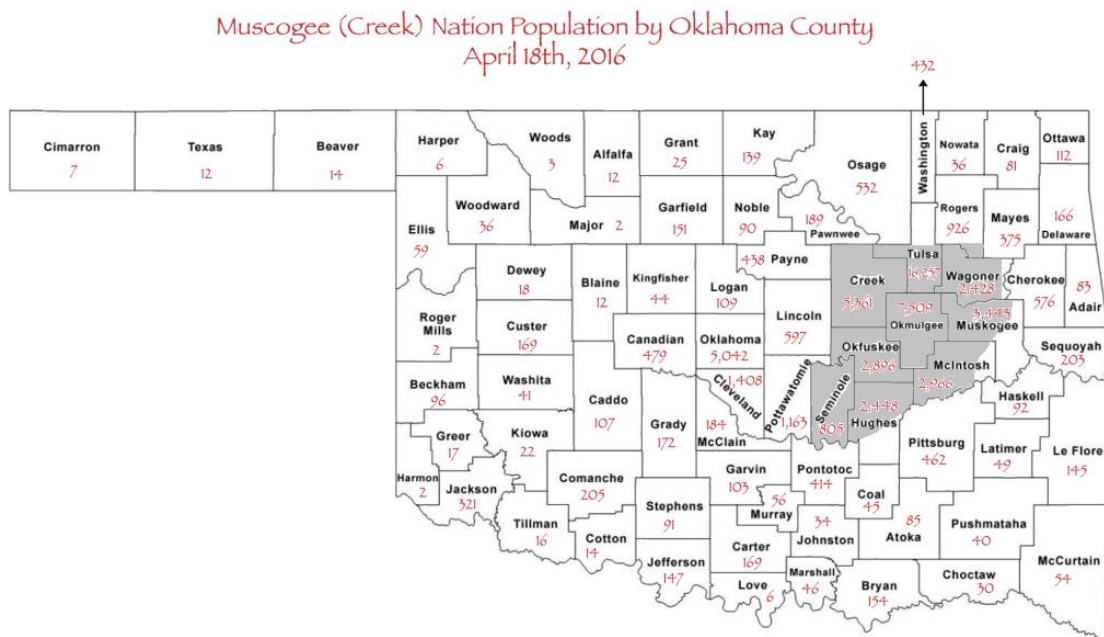 Muscogee (Creek) Nation Population by Oklahoma County
April 18th, 2016
432
Cimarron
7
Texas
12
Beaver
14
Harper
6
Woods
3
Alfalfa
12
Grant
25
Kay
139
Osage
532
Washington
Nowata
36
Craig
81
Ottawa
112
Ellis
59
Woodward
36
Major 2
Garfield
151
Noble
90
189
Pawnwee
Rogers
926
Mayes
375
166
Delaware
Dewey
18
Blaine
12
Kingfisher
44
Logan
109
438
Payne
Creek
5,361
Tulsa
16,257
Wagoner
2,428
Cherokee
576
83
Adair
Roger
Mills
2
Custer
169
Canadian
479
Oklahoma
5,042
Lincoln
597
7,509
Okmulgee
3,443
Muskogee
Sequoyah
203
Beckham
96
Washita
41
Caddo
107
Grady
172
1,408
Cleveland
184
McClain
Pottawatomie
1,163
Seminole
805
Okfuskee
2,896
McIntosh
2,966
2,448
Hughes
Haskell
92
Greer
17
Kiowa
22
Harmon
2
Jackson
321
Comanche
205
Tillman
16
Cotton
14
Stephens
91
Jefferson
147
Garvin
103
56
Murray
Carter
169
Love
6
Pontotoc
414
Coal
45
Pittsburg
462
Latimer
49
Le Flore
145
34
Johnston
85
Atoka
Pushmataha
40
McCurtain
54
Marshall
46
Bryan
154
Choctaw
30